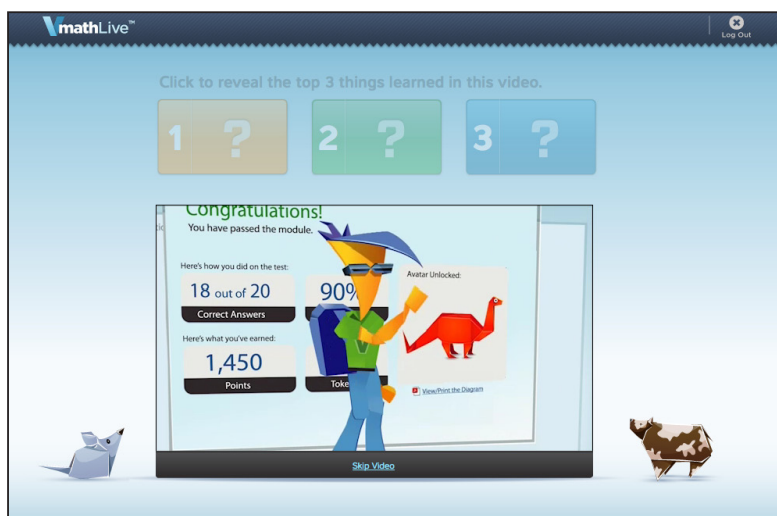 VmathLive™
Log Out
Click to reveal the top 3 things learned in this video.
1 ? 2 ? 3 ?
Congratulations!
You have passed the module.
Here's how you did on the test:
Avatar Unlocked:
18 out of 20 90%
Correct Answers
Here's what you've earned:
1,450
Points
View/Print the Diagram
Skip Video